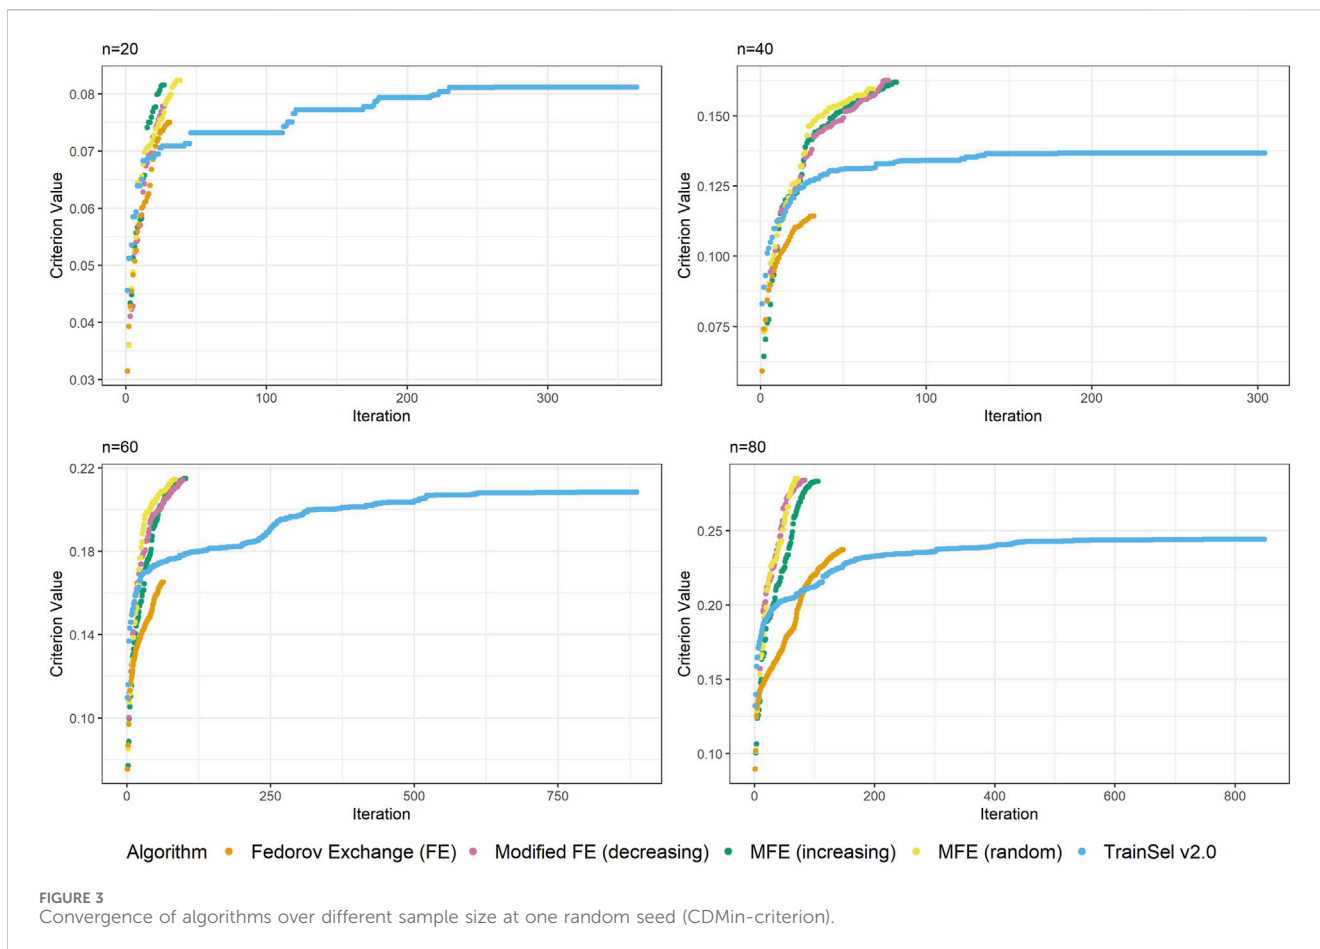 n=20
0.08
0.07
0.06
0.05
0.04
0.03
Criterion Value
0
100
200
300
Iteration
n=40
0.150
0.125
0.100
0.075
Criterion Value
0
100
200
300
Iteration
n=60
0.22
0.18
0.14
0.10
Criterion Value
0
250
500
750
Iteration
n=80
0.25
0.20
0.15
0.10
Criterion Value
0
200
400
600
800
Iteration
Algorithm Fedorov Exchange (FE) Modified FE (decreasing) MFE (increasing) MFE (random) TrainSel v2.0
FIGURE 3
Convergence of algorithms over different sample size at one random seed (CDMin-criterion).